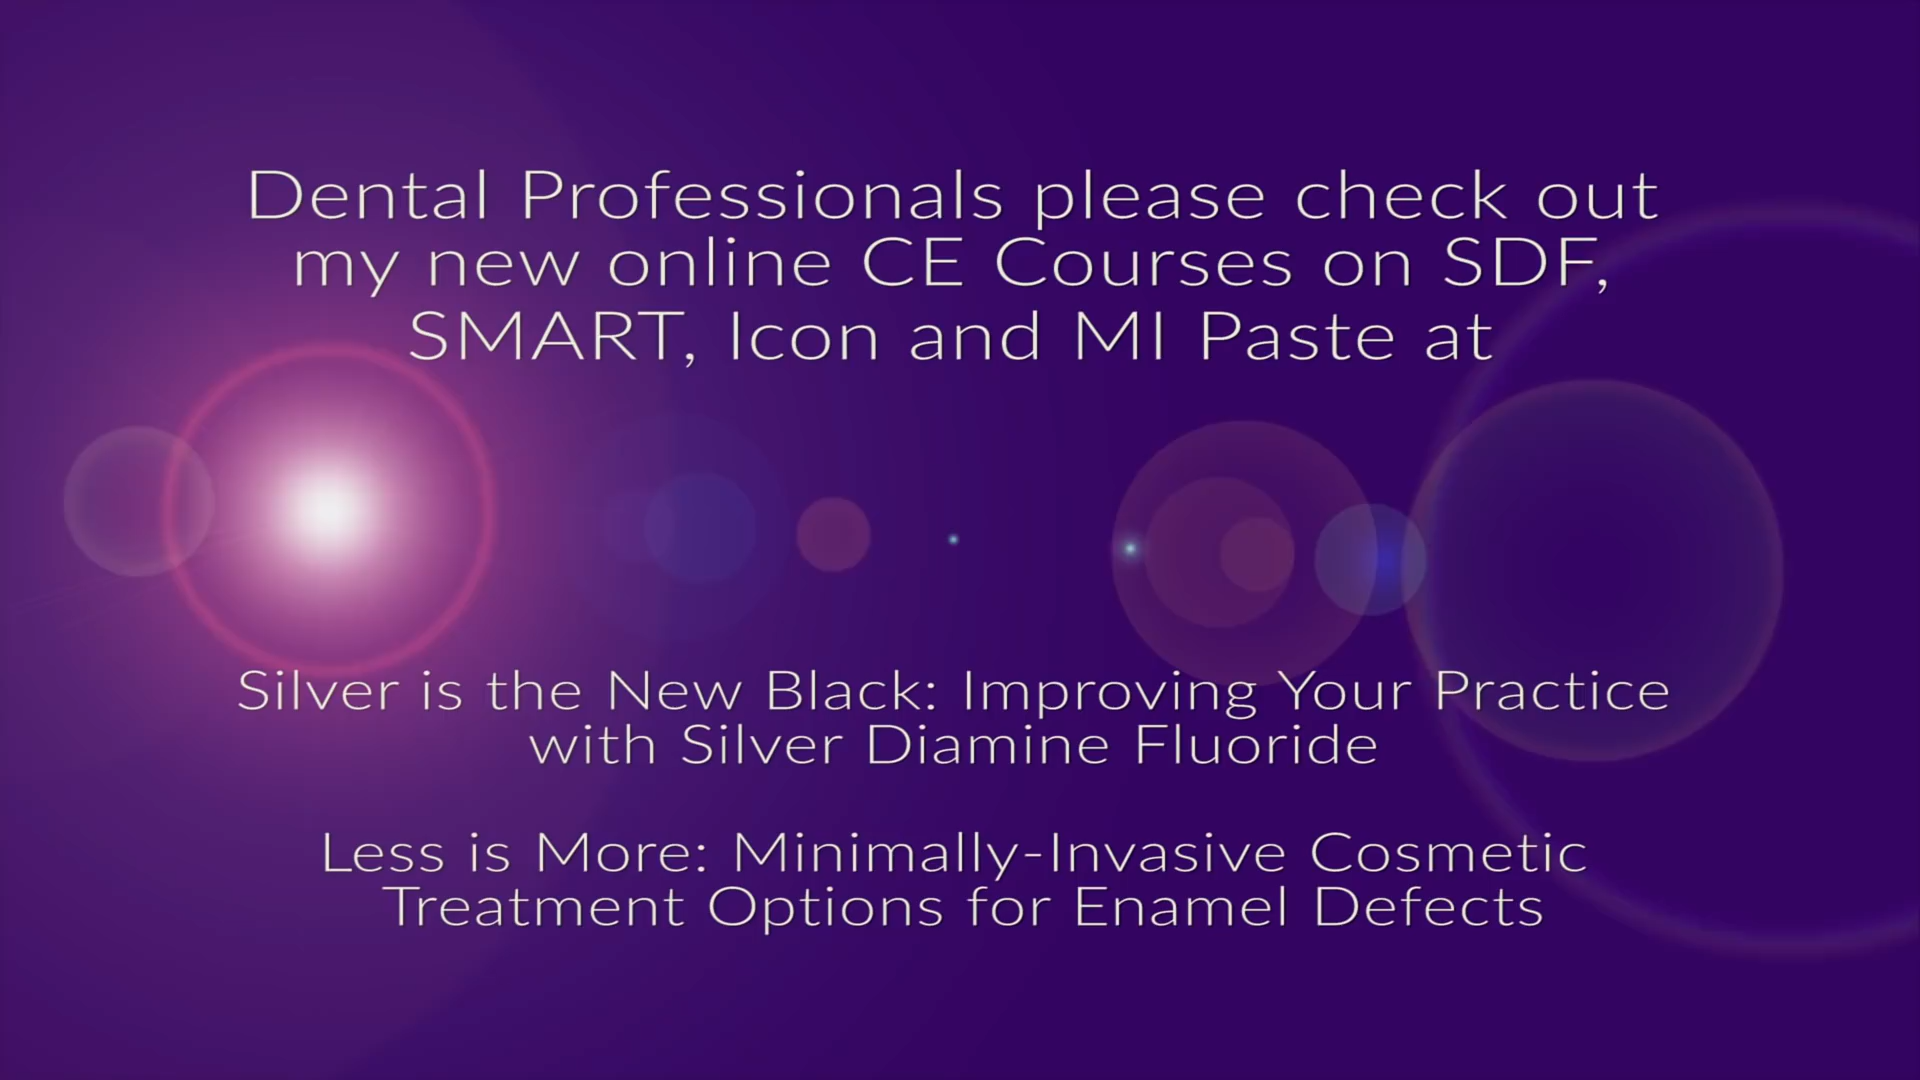 Dental Professionals please check out
my new online CE Courses on SDF,
SMART, Icon and MI Paste at
Silver is the New Black: Improving Your Practice
with Silver Diamine Fluoride
Less is More: Minimally-Invasive Cosmetic
Treatment Options for Enamel Defects